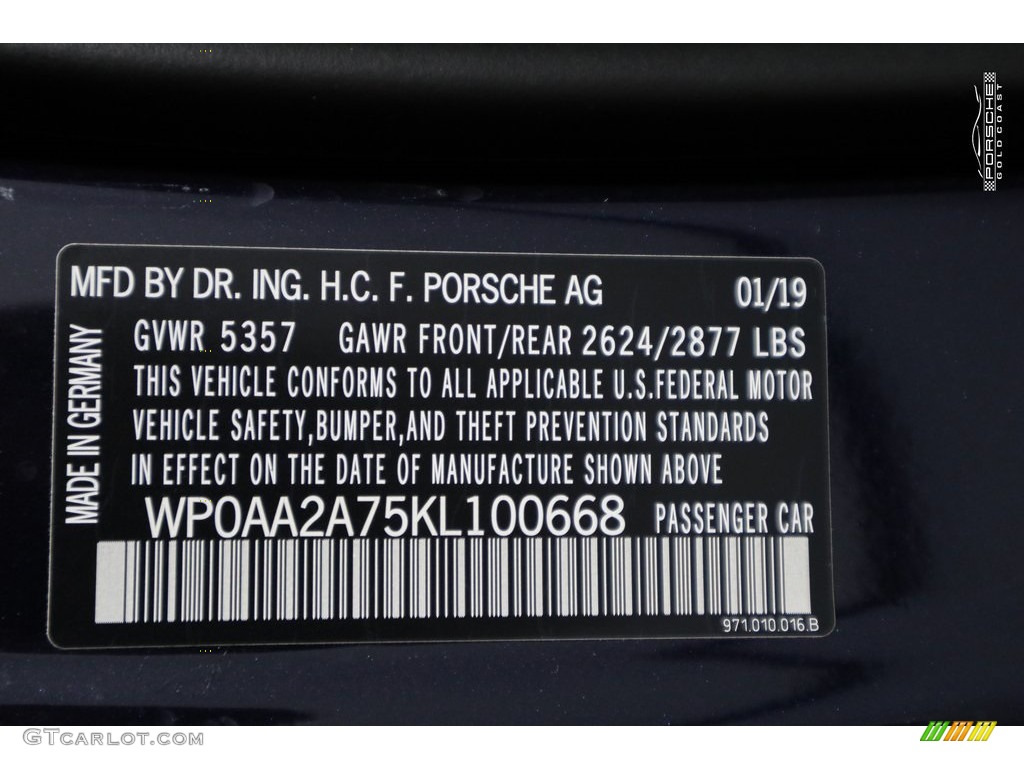 PORSCHE
GOLD COAST
MFD BY DR. ING. H.C. F. PORSCHE AG 01/19
GVWR 5357 GAWR FRONT/REAR 2624/2877 LBS
THIS VEHICLE CONFORMS TO ALL APPLICABLE U.S.FEDERAL MOTOR
VEHICLE SAFETY,BUMPER,AND THEFT PREVENTION STANDARDS
IN EFFECT ON THE DATE OF MANUFACTURE SHOWN ABOVE
MADE IN GERMANY
WP0AA2A75KL100668 PASSENGER CAR
971.010.016.B
GTCARLOT.COM